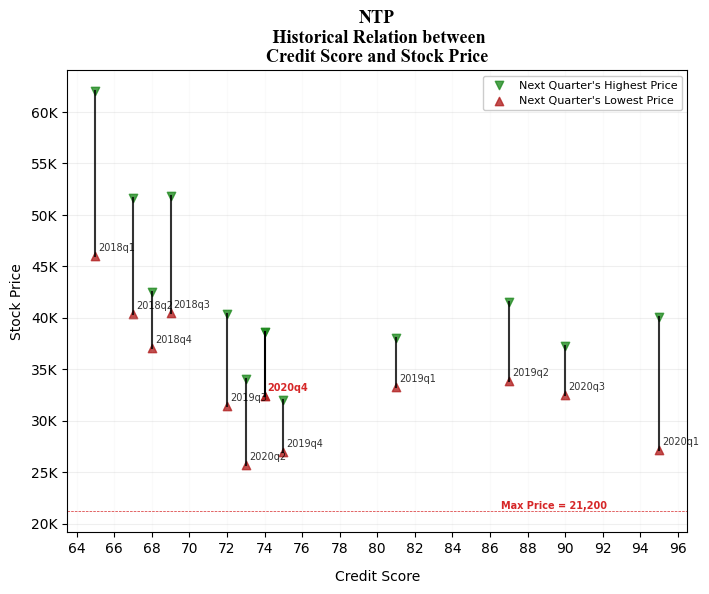 NTP
Historical Relation between
Credit Score and Stock Price
Next Quarter's Highest Price
Next Quarter's Lowest Price
60K
55K
50K
45K
40K
35K
30K
25K
20K
Stock Price
2018q1
2018q2
2018q3
2018q4
2019q3
2020q4
2020q2
2019q4
2019q1
2019q2
2020q3
2020q1
Max Price = 21,200
64 66 68 70 72 74 76 78 80 82 84 86 88 90 92 94 96
Credit Score